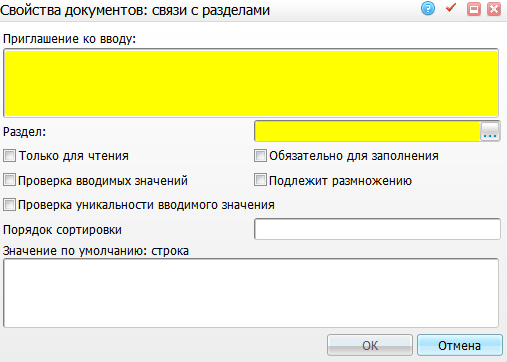 Свойства документов: связи с разделами
Приглашение ко вводу:
Раздел:
...
Только для чтения
Обязательно для заполнения
Проверка вводимых значений
Подлежит размножению
Проверка уникальности вводимого значения
Порядок сортировки
Значение по умолчанию: строка
OK
Отмена